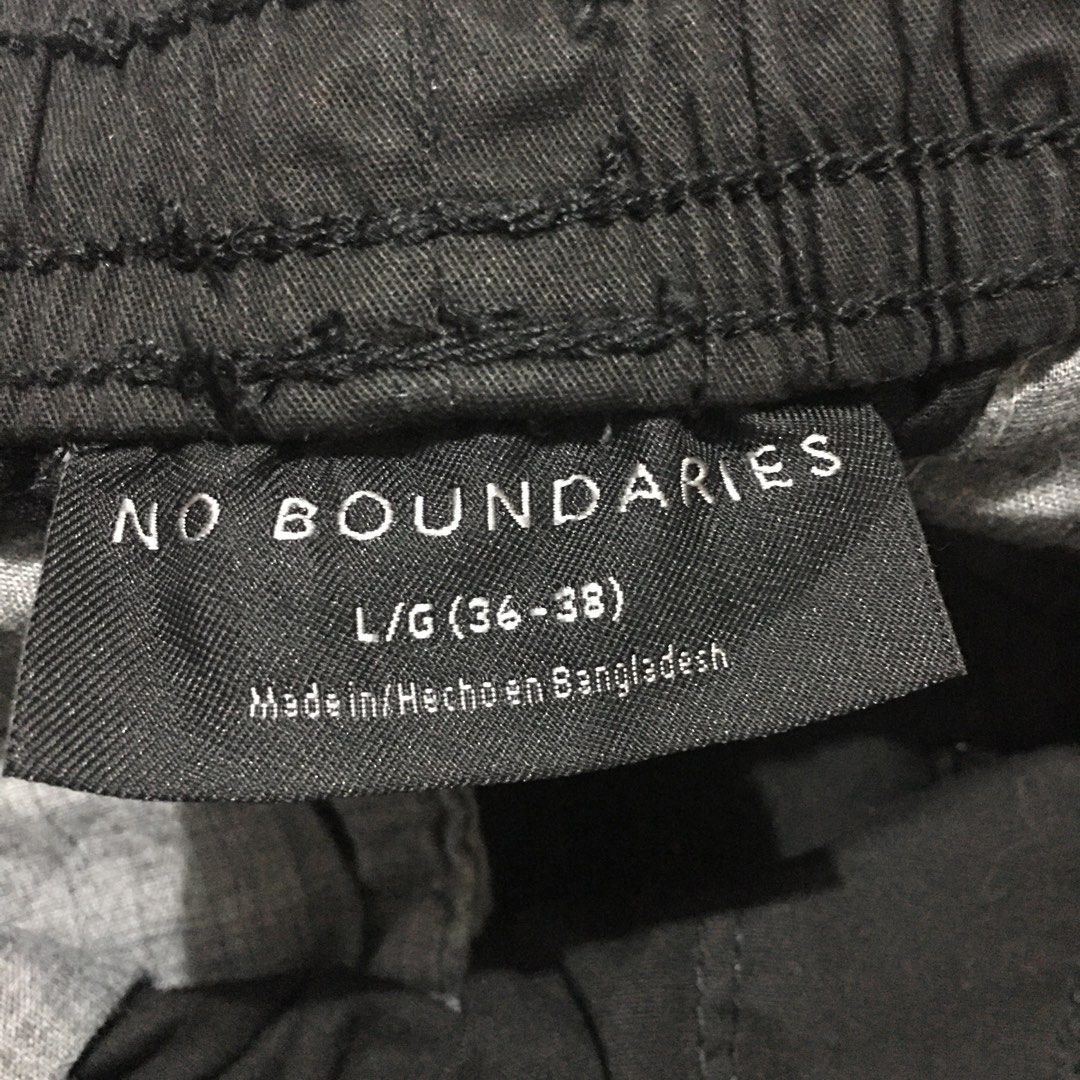 NO BOUNDARIES
L/G (36-38)
Made in/Hecho en Bangladesh